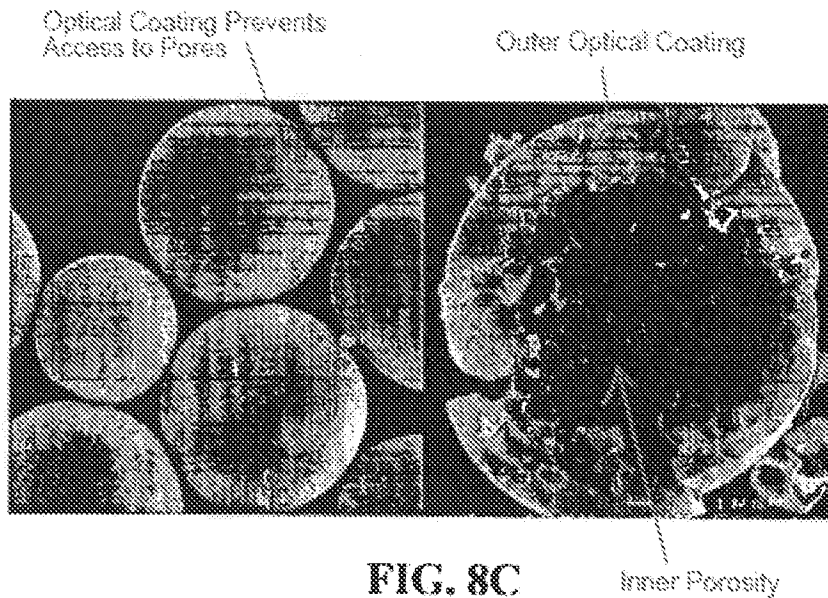 Optical Coating Prevents
Access to Pores
Outer Optical Coating
Inner Porosity
FIG. 8C